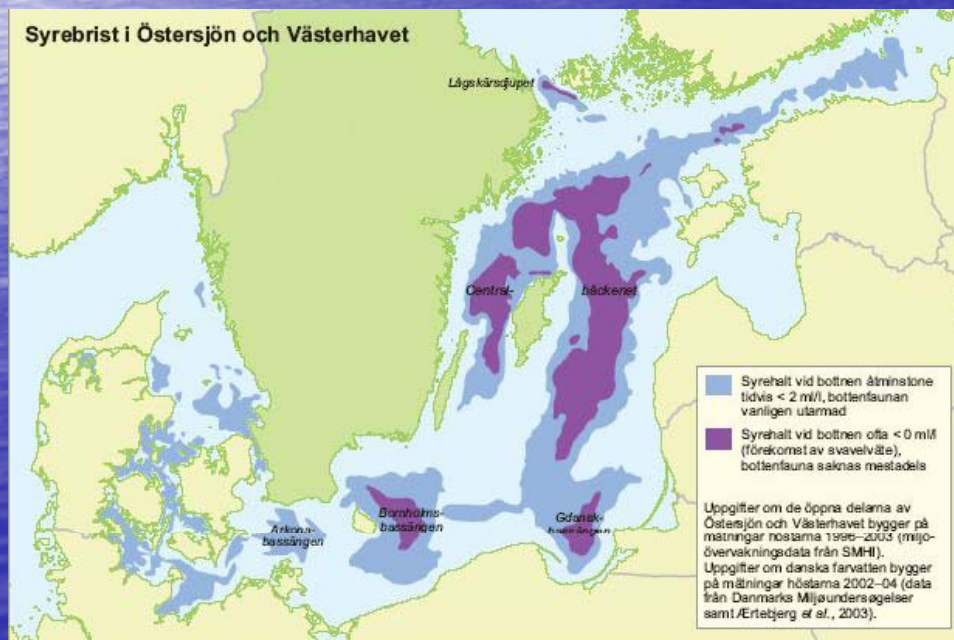 Syrebrist i Östersjön och Västerhavet
Lågskärsdjupet
Central-
bäckenet
Bornholms-
bassängen
Arkona-
bassängen
Gdansk-
bassängen
Syrehalt vid bottnen åtminstone
tidvis < 2 ml/l, bottenfaunan
vanligen utarmad
Syrehalt vid bottnen ofta < 0 ml/l
(förekomst av svavelväte),
bottenfauna saknas mestadels
Uppgifter om de öppna delarna av
Östersjön och Västerhavet bygger på
mätningar höstarna 1996–2003 (miljö-
övervakningsdata från SMHI).
Uppgifter om danska farvatten bygger
på mätningar höstarna 2002–04 (data
från Danmarks Miljøundersøgelser
samt Ærtebjerg et al., 2003).